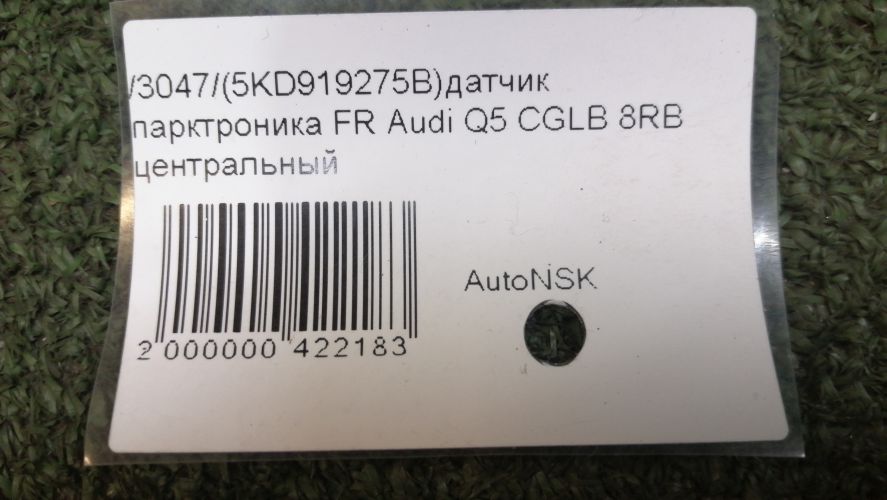 /3047/(5KD919275B)датчик
парктроника FR Audi Q5 CGLB 8RB
центральный
AutoNSK
2 000000 422183